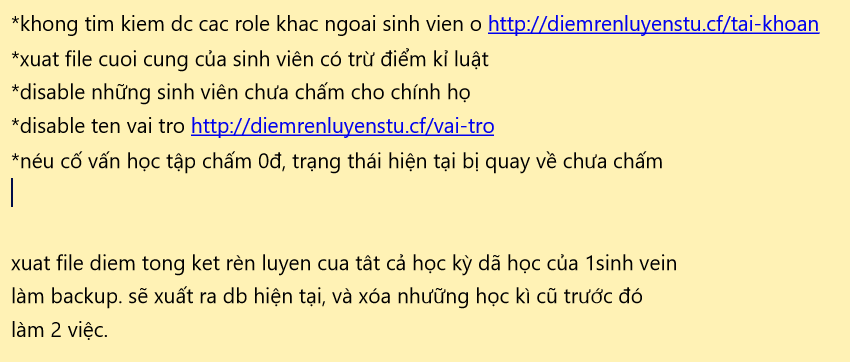 *khong tim kiem dc cac role khac ngoai sinh vien o http://diemrenluyenstu.cf/tai-khoan
*xuat file cuoi cung của sinh viên có trừ điểm kỉ luật
*disable những sinh viên chưa chấm cho chính họ
*disable ten vai tro http://diemrenluyenstu.cf/vai-tro
*néu cố vấn học tập chấm 0đ, trạng thái hiện tại bị quay về chưa chấm
xuat file diem tong ket rèn luyen cua tât cả học kỳ dã học của 1sinh vein
làm backup. sẽ xuất ra db hiện tại, và xóa nhưững học kì cũ trước đó
làm 2 việc.